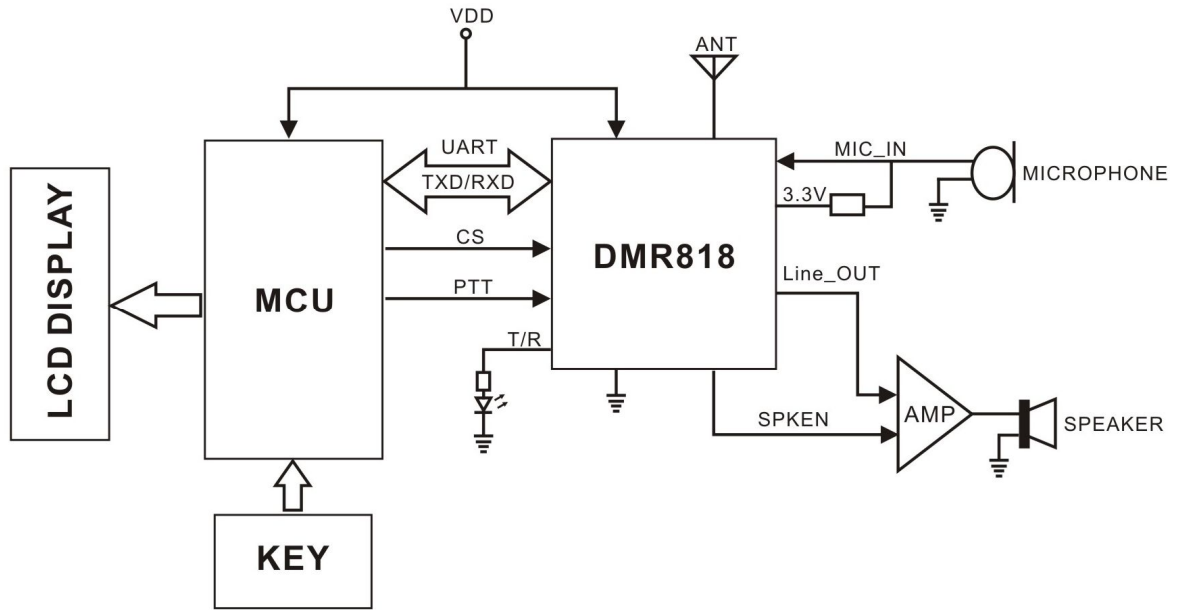 VDD
ANT
UART
TXD/RXD
MIC_IN
MICROPHONE
3.3V
CS
DMR818
LCD DISPLAY
MCU
PTT
Line_OUT
T/R
AMP
SPKEN
SPEAKER
KEY